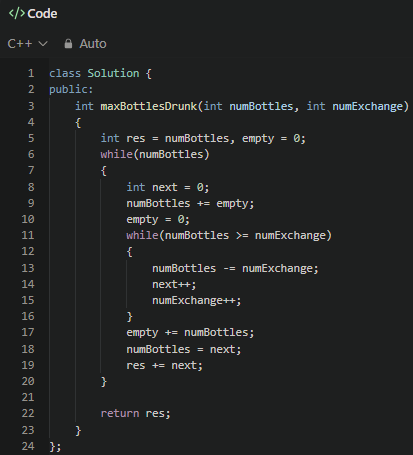 </> Code
C++ Auto
1 class Solution {
2 public:
3     int maxBottlesDrunk(int numBottles, int numExchange)
4     {
5         int res = numBottles, empty = 0;
6         while(numBottles)
7         {
8             int next = 0;
9             numBottles += empty;
10             empty = 0;
11             while(numBottles >= numExchange)
12             {
13                 numBottles -= numExchange;
14                 next++;
15                 numExchange++;
16             }
17             empty += numBottles;
18             numBottles = next;
19             res += next;
20         }
21
22         return res;
23     }
24 };